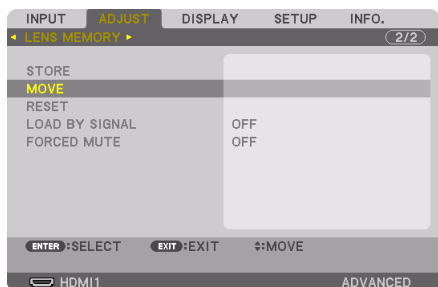 INPUT ADJUST DISPLAY SETUP INFO.
LENS MEMORY 2/2
STORE
MOVE
RESET
LOAD BY SIGNAL OFF
FORCED MUTE OFF
ENTER :SELECT EXIT :EXIT :MOVE
HDMI1 ADVANCED